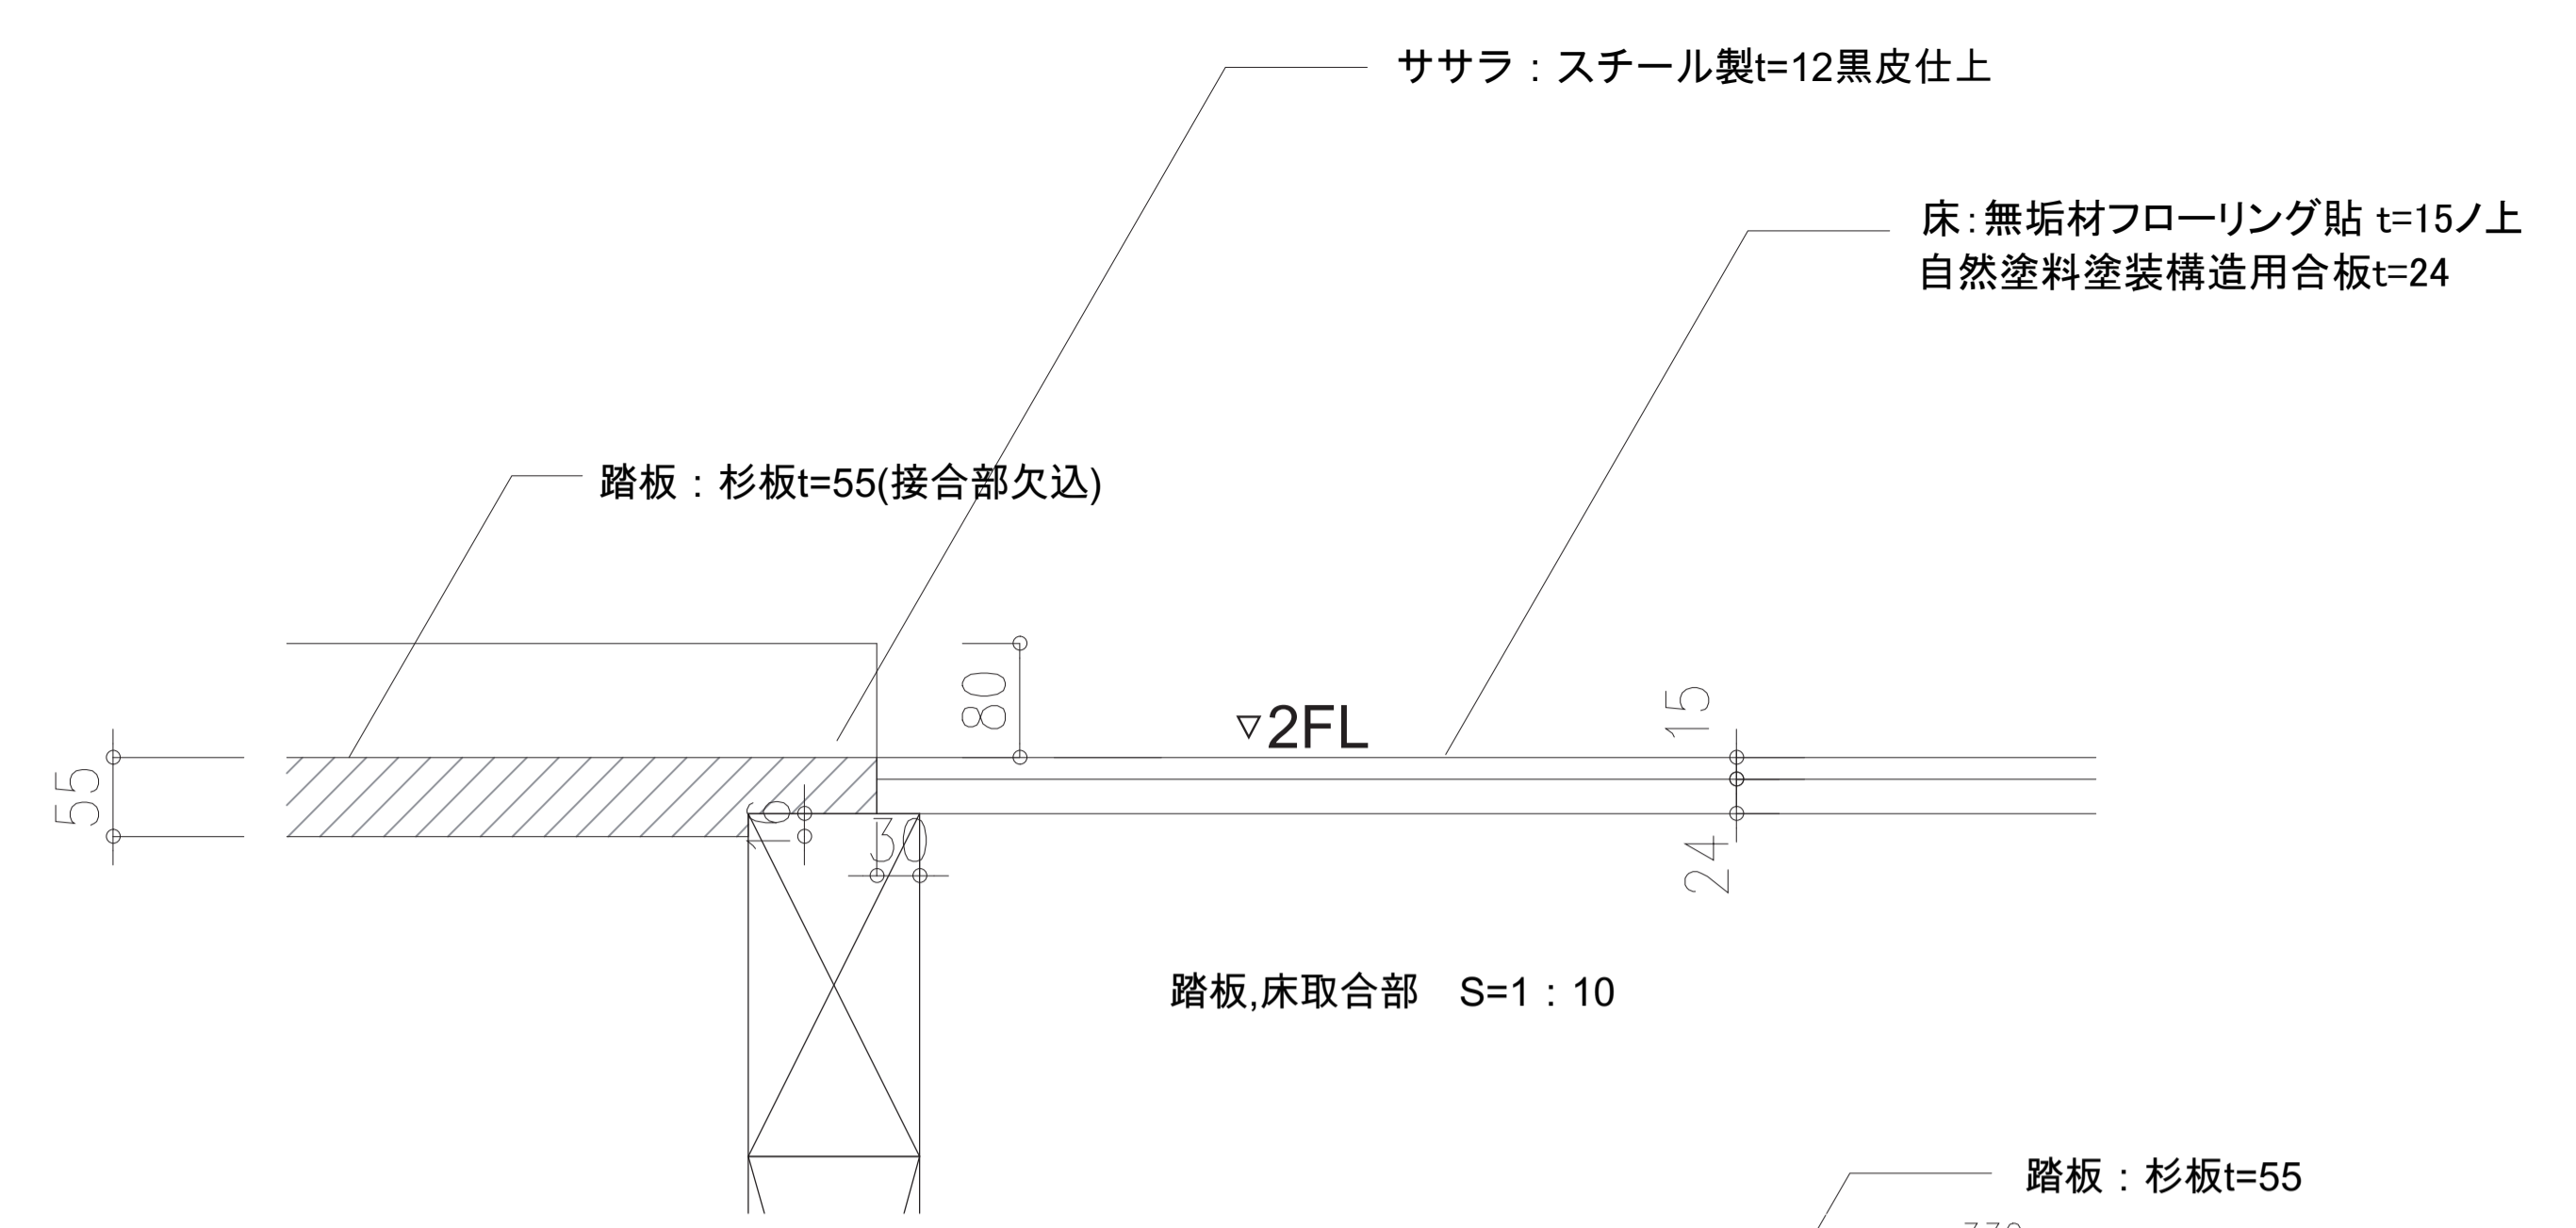 ササラ：スチール製t=12黒皮仕上
床：無垢材フローリング貼 t=15ノ上
自然塗料塗装構造用合板t=24
踏板：杉板t=55(接合部欠込)
80
▽2FL
15
55
16
30
24
踏板,床取合部　S=1：10
踏板：杉板t=55